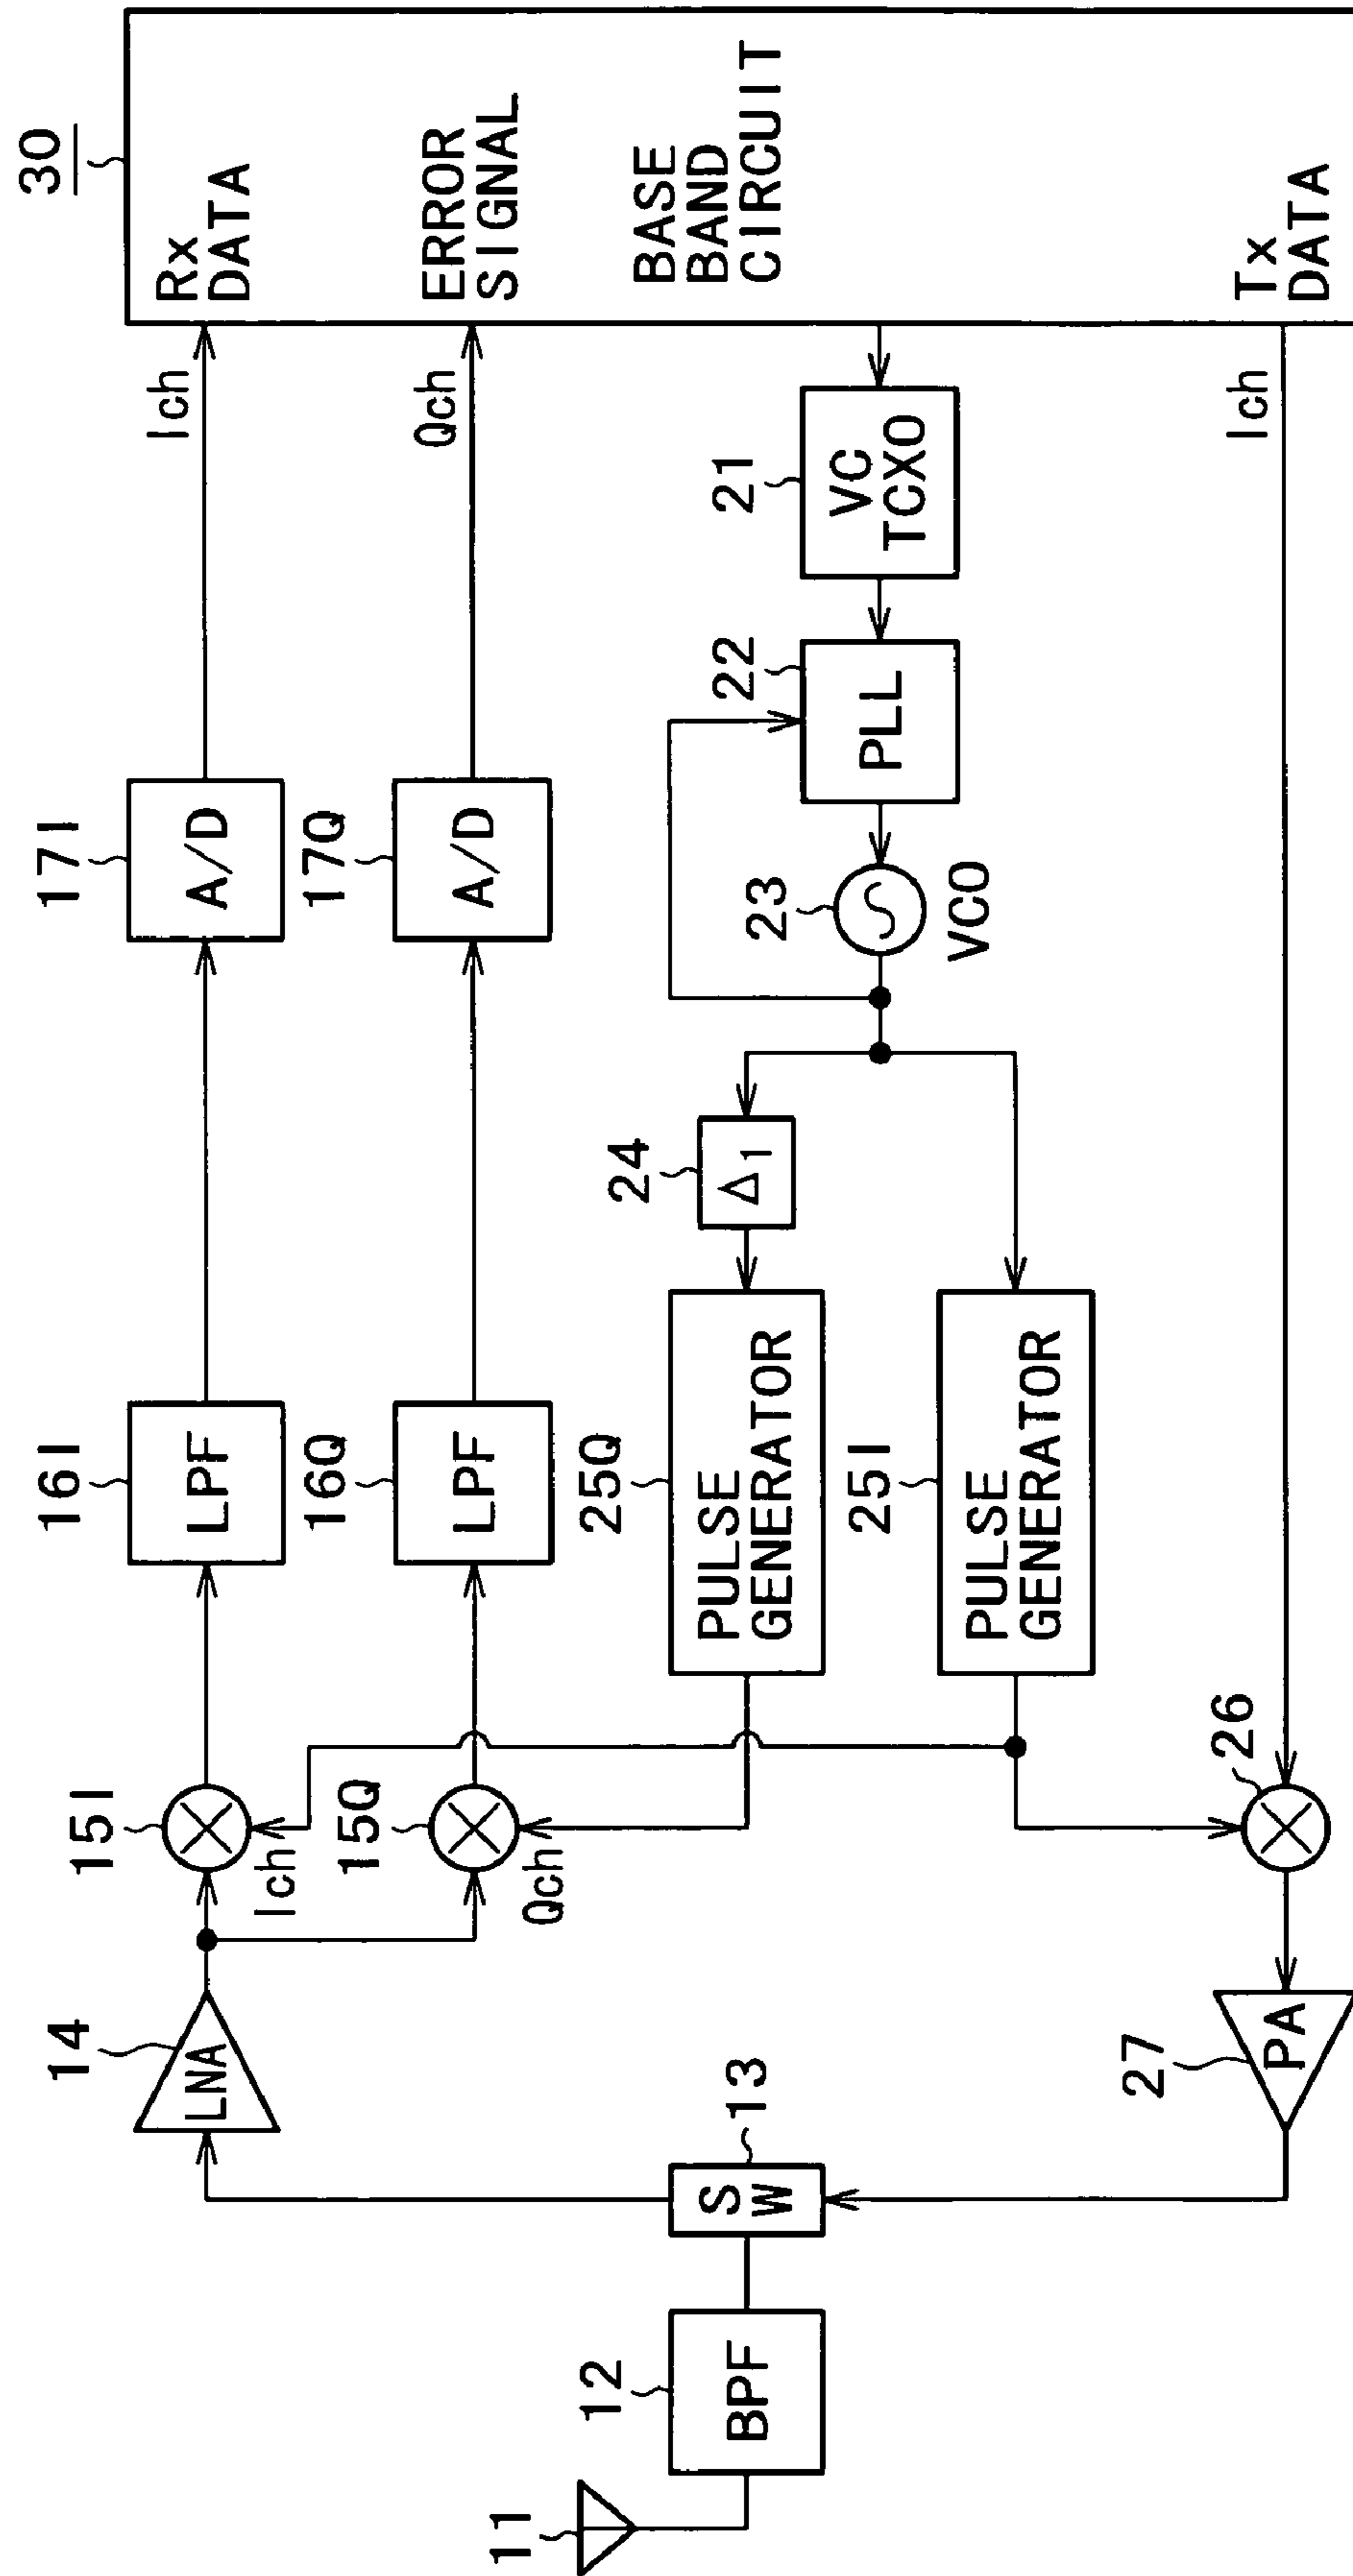 30
Rx
DATA
ERROR
SIGNAL
BASE
BAND
CIRCUIT
Tx
DATA
Ich
Qch
Ich
17I
A/D
17Q
A/D
21
VC
TCXO
22
PLL
23
VCO
24
Δ1
16I
LPF
16Q
LPF
25Q
PULSE
GENERATOR
25I
PULSE
GENERATOR
15I
Ich
15Q
Qch
26
14
LNA
13
SW
27
PA
12
BPF
11